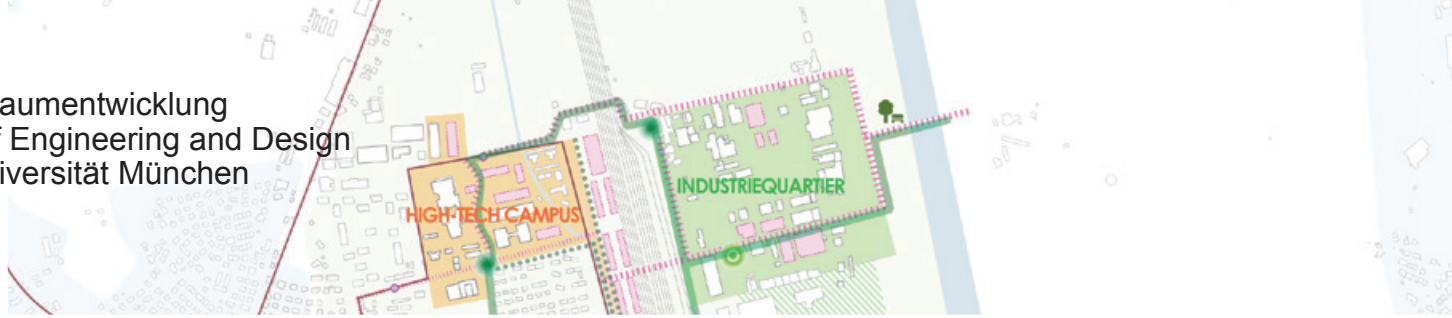 aumentwicklung
f Engineering and Design
iversität München
INDUSTRIEQUARTIER
HIGH-TECH CAMPUS